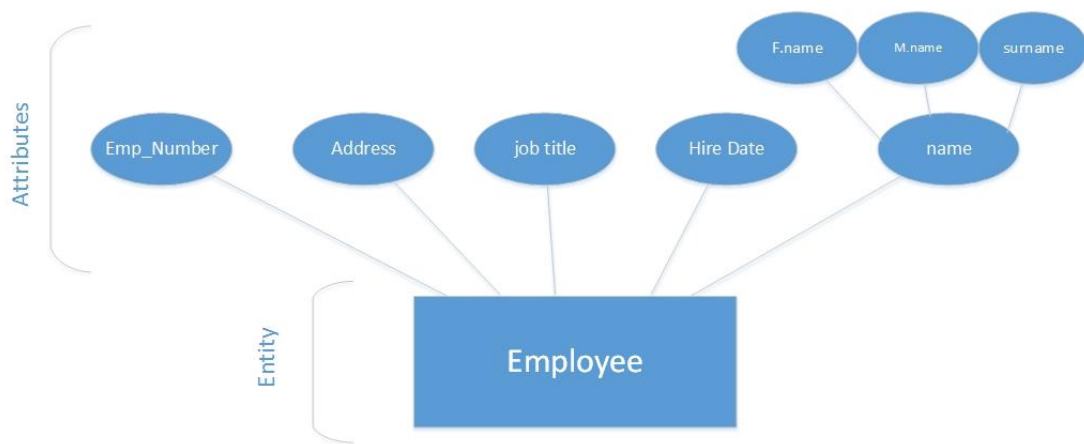 F.name
M.name
surname
Attributes
Emp_Number
Address
job title
Hire Date
name
Entity
Employee